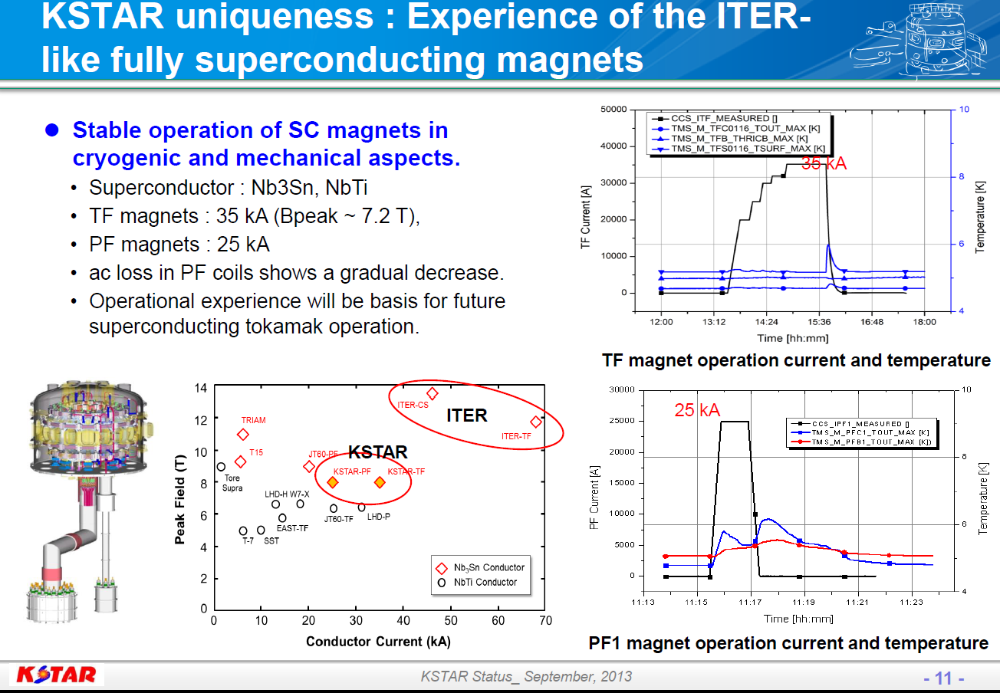 KSTAR uniqueness : Experience of the ITER-
like fully superconducting magnets
Stable operation of SC magnets in
cryogenic and mechanical aspects.
• Superconductor : Nb3Sn, NbTi
• TF magnets : 35 kA (Bpeak ~ 7.2 T),
• PF magnets : 25 kA
• ac loss in PF coils shows a gradual decrease.
• Operational experience will be basis for future
superconducting tokamak operation.
50000
40000
30000
20000
10000
0
TF Current [A]
CCS_ITF_MEASURED []
TMS_M_TFC0116_TOUT_MAX [K]
TMS_M_TFB_THRICB_MAX [K]
TMS_M_TFS0116_TSURF_MAX [K]
35 kA
10
8
6
4
Temperature [K]
12:00 13:12 14:24 15:36 16:48 18:00
Time [hh:mm]
TF magnet operation current and temperature
14
12
10
8
6
4
2
0
Peak Field (T)
TRIAM
T15
Tore
Supra
JT60-PF
KSTAR
KSTAR-PF
KSTAR-TF
ITER-CS
ITER
ITER-TF
LHD-H W7-X
EAST-TF
T-7 SST
JT60-TF
LHD-P
Nb3Sn Conductor
NbTi Conductor
0 10 20 30 40 50 60 70
Conductor Current (kA)
30000
25000
20000
15000
10000
5000
0
PF Current [A]
25 kA
CCS_IPF1_MEASURED []
TMS_M_PFC1_TOUT_MAX [K]
TMS_M_PFB1_TOUT_MAX [K])
10
8
6
4
Temperature [K]
11:13 11:15 11:17 11:19 11:21 11:23
Time [hh:mm]
PF1 magnet operation current and temperature
KSTAR
KSTAR Status_ September, 2013
- 11 -